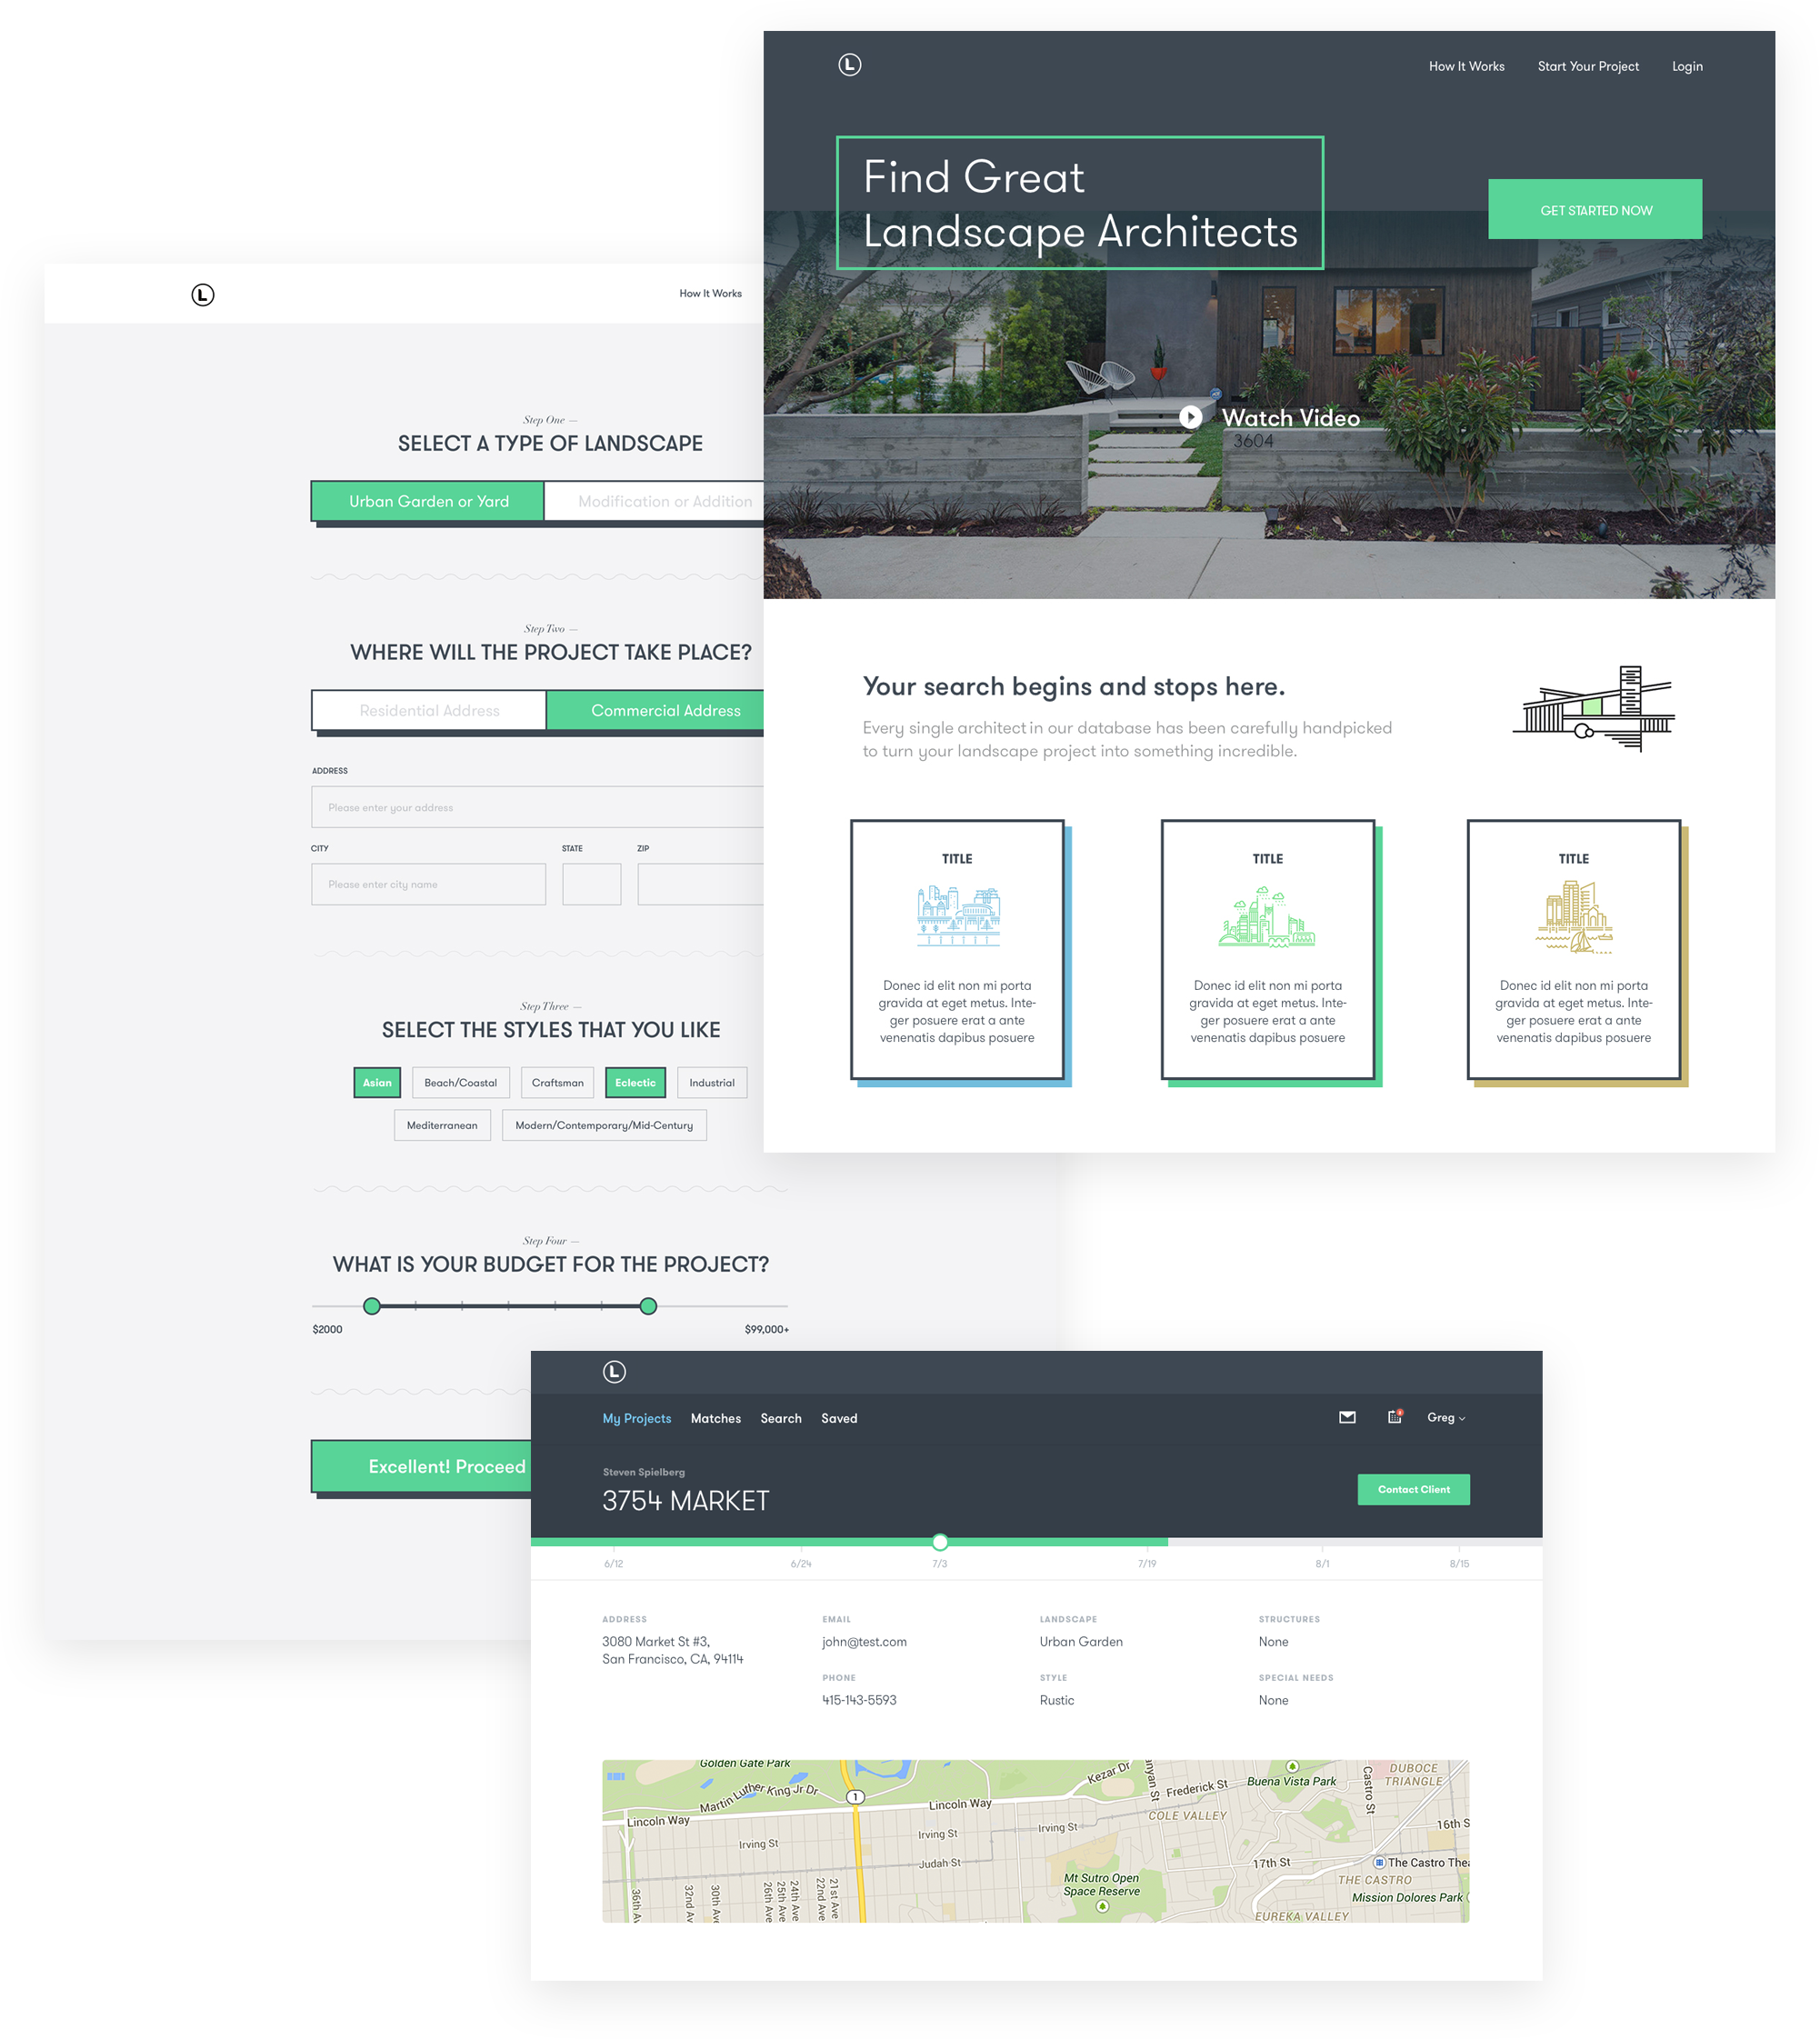 L
How It Works
Start Your Project
Login
Find Great
Landscape Architects
GET STARTED NOW
Watch Video
3604
Your search begins and stops here.
Every single architect in our database has been carefully handpicked
to turn your landscape project into something incredible.
TITLE
Donec id elit non mi porta
gravida at eget metus. Inte-
ger posuere erat a ante
venenatis dapibus posuere
TITLE
Donec id elit non mi porta
gravida at eget metus. Inte-
ger posuere erat a ante
venenatis dapibus posuere
TITLE
Donec id elit non mi porta
gravida at eget metus. Inte-
ger posuere erat a ante
venenatis dapibus posuere
L
How It Works
Step One —
SELECT A TYPE OF LANDSCAPE
Urban Garden or Yard
Modification or Addition
Step Two —
WHERE WILL THE PROJECT TAKE PLACE?
Residential Address
Commercial Address
ADDRESS
Please enter your address
CITY
STATE
ZIP
Please enter city name
Step Three —
SELECT THE STYLES THAT YOU LIKE
Asian
Beach/Coastal
Craftsman
Eclectic
Industrial
Mediterranean
Modern/Contemporary/Mid-Century
Step Four —
WHAT IS YOUR BUDGET FOR THE PROJECT?
$2000
$99,000+
Excellent! Proceed
L
My Projects
Matches
Search
Saved
Greg
Steven Spielberg
3754 MARKET
Contact Client
6/12
6/24
7/3
7/19
8/1
8/15
ADDRESS
3080 Market St #3,
San Francisco, CA, 94114
EMAIL
john@test.com
PHONE
415-143-5593
LANDSCAPE
Urban Garden
STYLE
Rustic
STRUCTURES
None
SPECIAL NEEDS
None
Golden Gate Park
Martin Luther King Jr Dr
1
Lincoln Way
Lincoln Way
Kezar Dr
anyan St
Frederick St
Buena Vista Park
Castro St
DUBOCE
TRIANGLE
COLE VALLEY
16th S
Irving St
Irving St
Irving St
Judah St
17th St
The Castro Thea
THE CASTRO
Mission Dolores Park
Mt Sutro Open
Space Reserve
EUREKA VALLEY
36th Av
32nd Av
30th Ave
26th Ave
25th Ave
24th Ave
22nd Ave
21st Ave